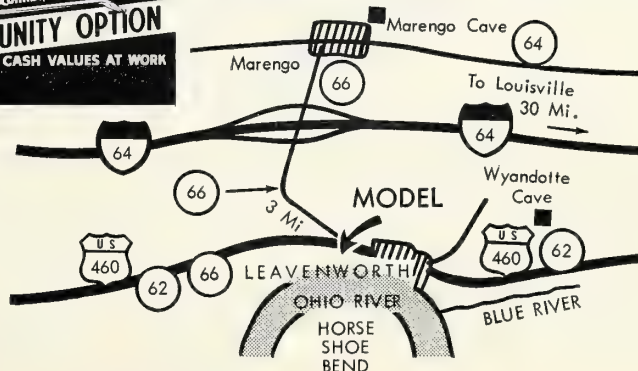 UNITY OPTION
CASH VALUES AT WORK
Marengo Cave
64
Marengo
66
To Louisville
30 Mi.
64
64
66
3 Mi
MODEL
Wyandotte
Cave
US
460
62
66
LEAVENWORTH
US
460
62
OHIO RIVER
BLUE RIVER
HORSE
SHOE
BEND